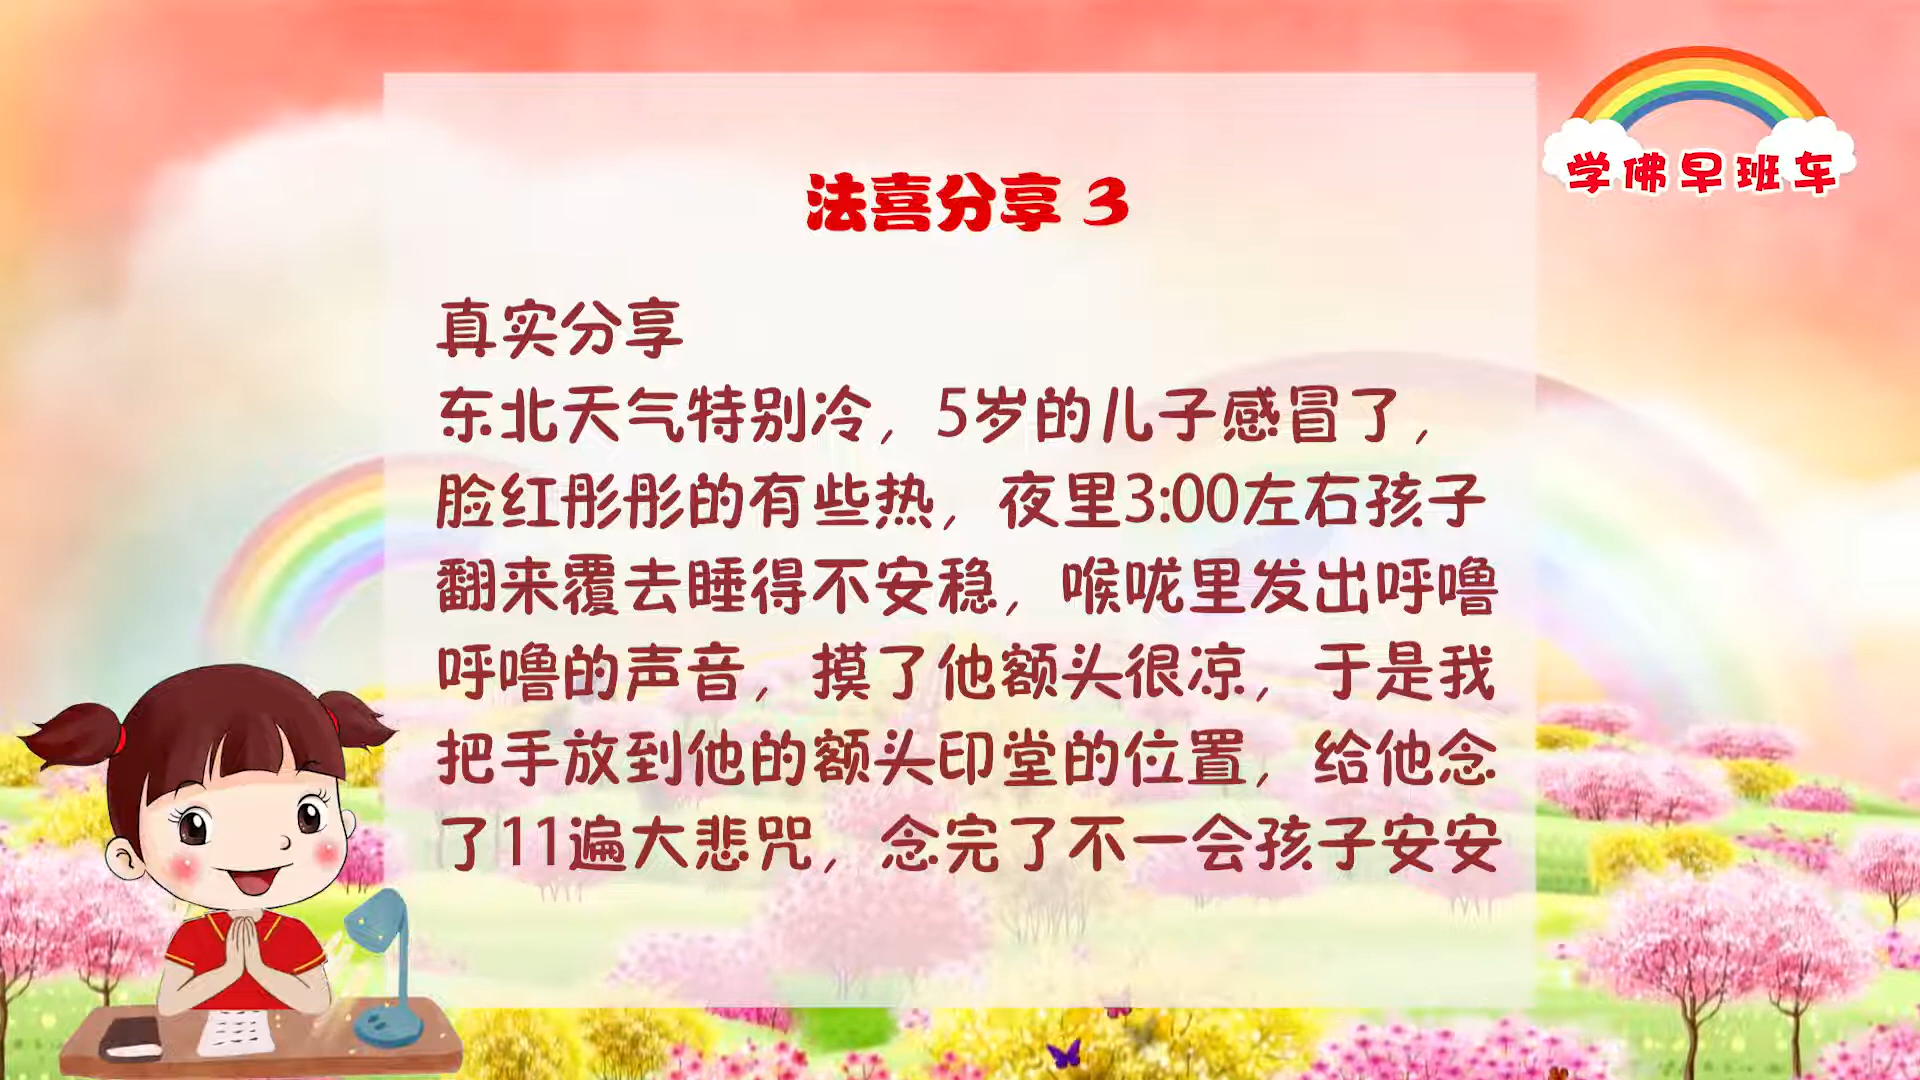 学佛早班车
法喜分享 3
真实分享
东北天气特别冷，5岁的儿子感冒了，
脸红彤彤的有些热，夜里3:00左右孩子
翻来覆去睡得不安稳，喉咙里发出呼噜
呼噜的声音，摸了他额头很凉，于是我
把手放到他的额头印堂的位置，给他念
了11遍大悲咒，念完了不一会孩子安安